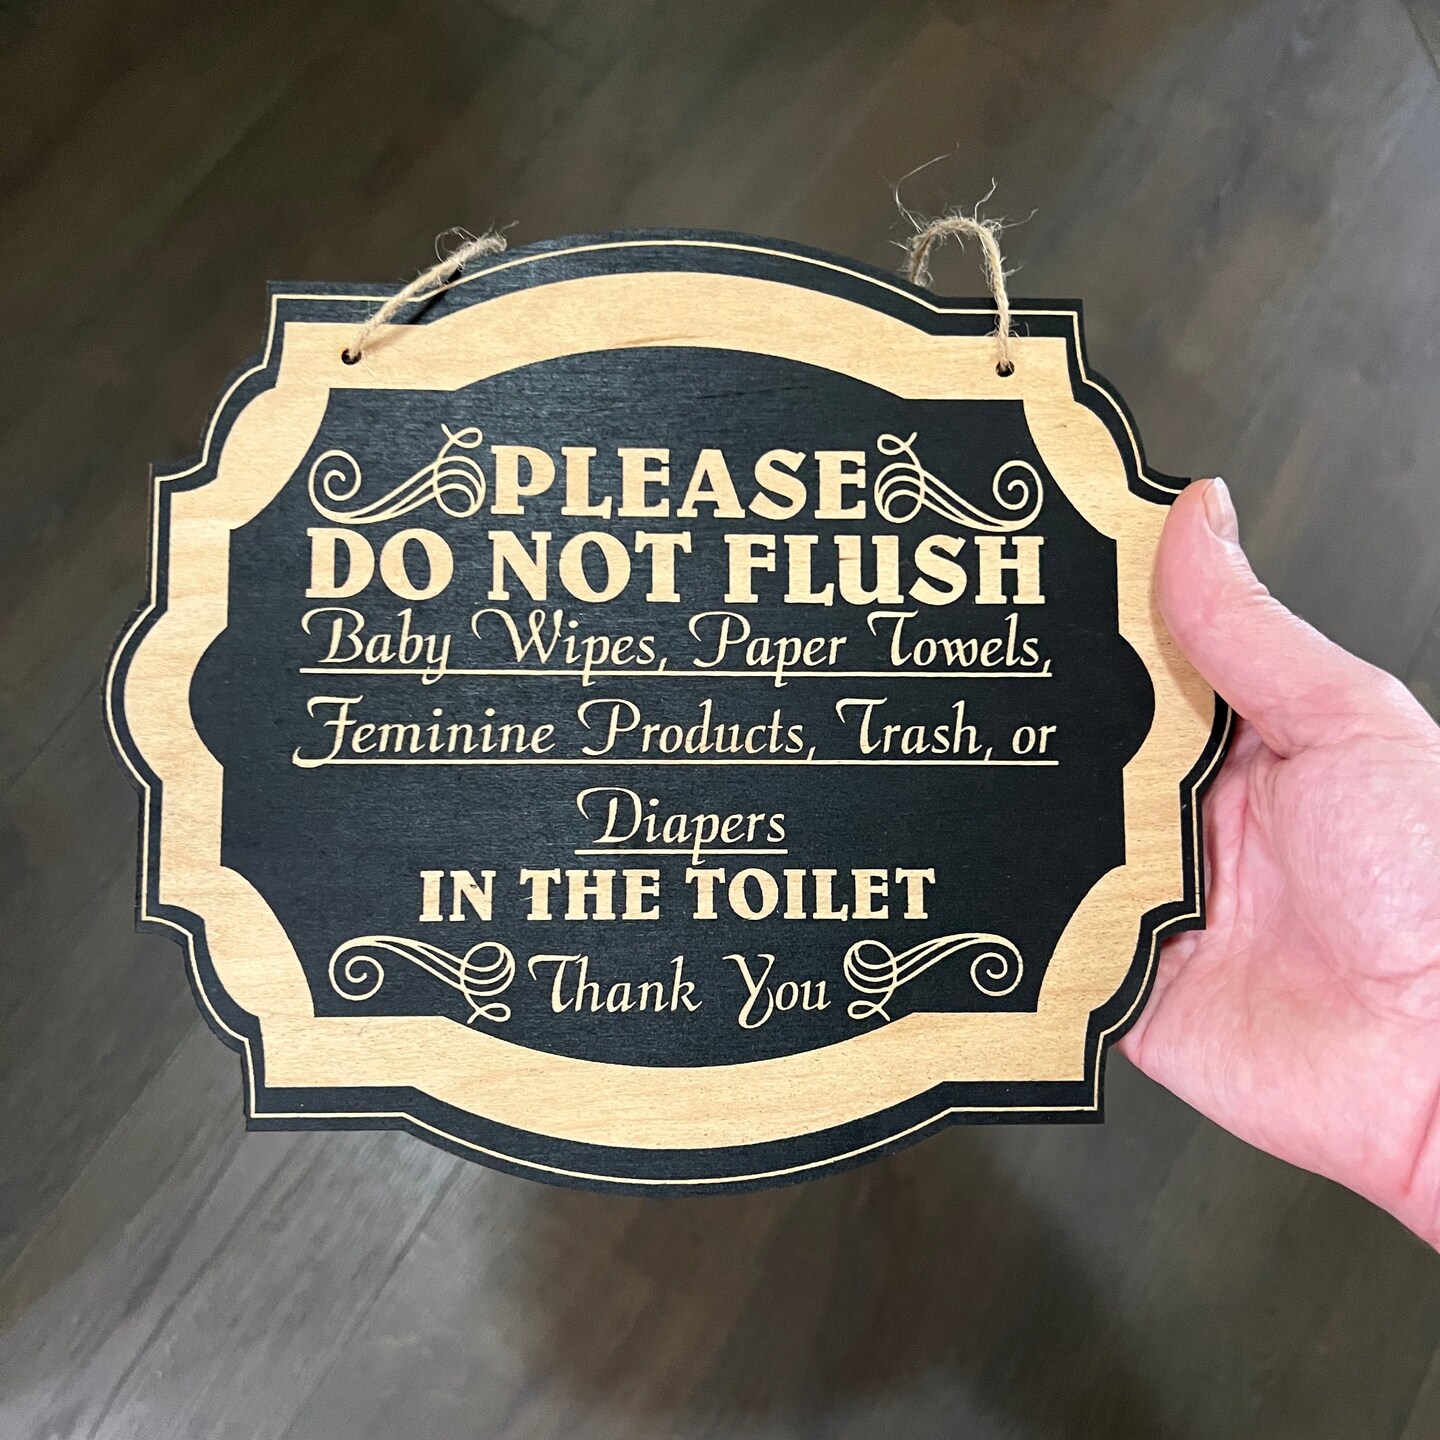 PLEASE
DO NOT FLUSH
Baby Wipes, Paper Towels,
Feminine Products, Trash, or
Diapers
IN THE TOILET
Thank You